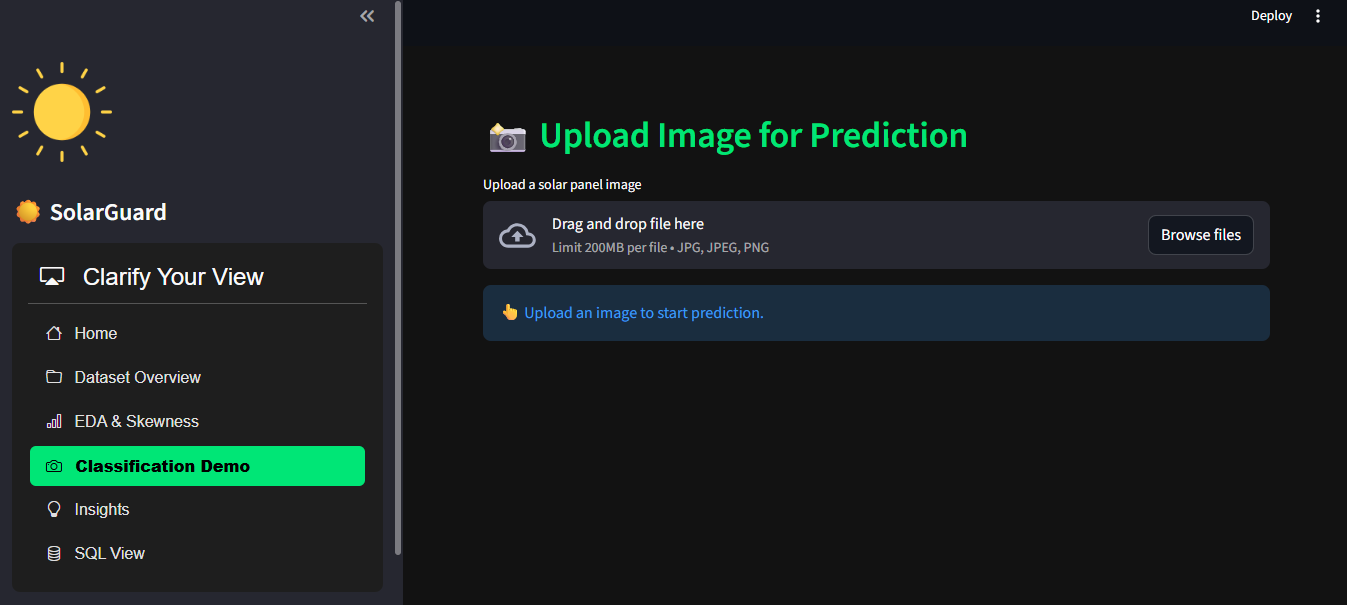 Deploy
SolarGuard
Clarify Your View
Home
Dataset Overview
EDA & Skewness
Classification Demo
Insights
SQL View
Upload Image for Prediction
Upload a solar panel image
Drag and drop file here
Limit 200MB per file • JPG, JPEG, PNG
Browse files
Upload an image to start prediction.